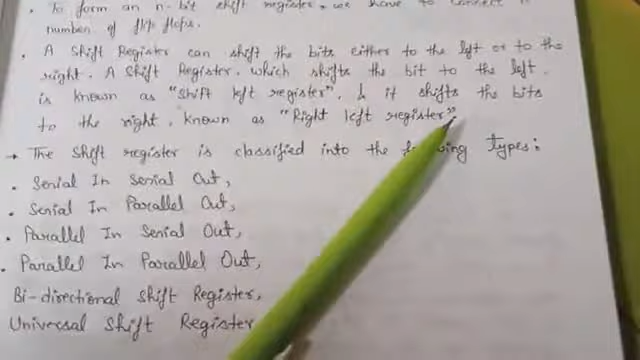 . To form an n-bit shift register, we have to connect n
number of flip flops.
. A Shift Register can shift the bits either to the left or to the
right. A Shift Register, which shifts the bit to the left
is known as "Shift left register", & it shifts the bits
to the right, known as "Right left register"
→ The shift register is classified into the following types:
. Serial In Serial Out,
. Serial In Parallel Out,
. Parallel In Serial Out,
. Parallel In Parallel Out,
Bi-directional Shift Register,
Universal Shift Register